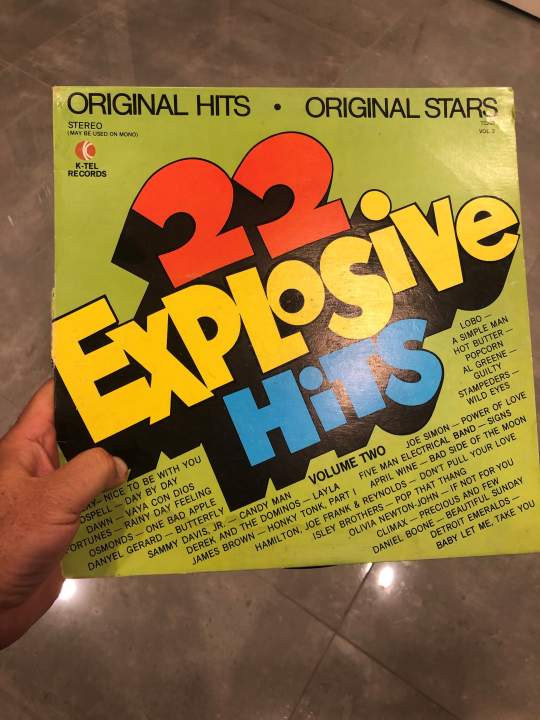 ORIGINAL HITS • ORIGINAL STARS
STEREO
(MAY BE USED ON MONO)
VOL. 2
K-TEL
RECORDS
22
EXPLOSIVE
HITS
LOBO —
A SIMPLE MAN
HOT BUTTER —
POPCORN
AL GREENE —
GUILTY
STAMPEDERS —
WILD EYES
VOLUME TWO
— NICE TO BE WITH YOU
— DAY BY DAY
DAWN — VAYA CON DIOS
— RAINY DAY FEELING
OSMONDS — ONE BAD APPLE
DANYEL GERARD — BUTTERFLY
SAMMY DAVIS, JR. — CANDY MAN
DEREK AND THE DOMINOS — LAYLA
JAMES BROWN — HONKY TONK, PART I
JOE SIMON — POWER OF LOVE
FIVE MAN ELECTRICAL BAND — SIGNS
APRIL WINE — BAD SIDE OF THE MOON
HAMILTON, JOE FRANK & REYNOLDS — DON'T PULL YOUR LOVE
ISLEY BROTHERS — POP THAT THANG
OLIVIA NEWTON-JOHN — IF NOT FOR YOU
CLIMAX — PRECIOUS AND FEW
DANIEL BOONE — BEAUTIFUL SUNDAY
DETROIT EMERALDS —
BABY LET ME, TAKE YOU